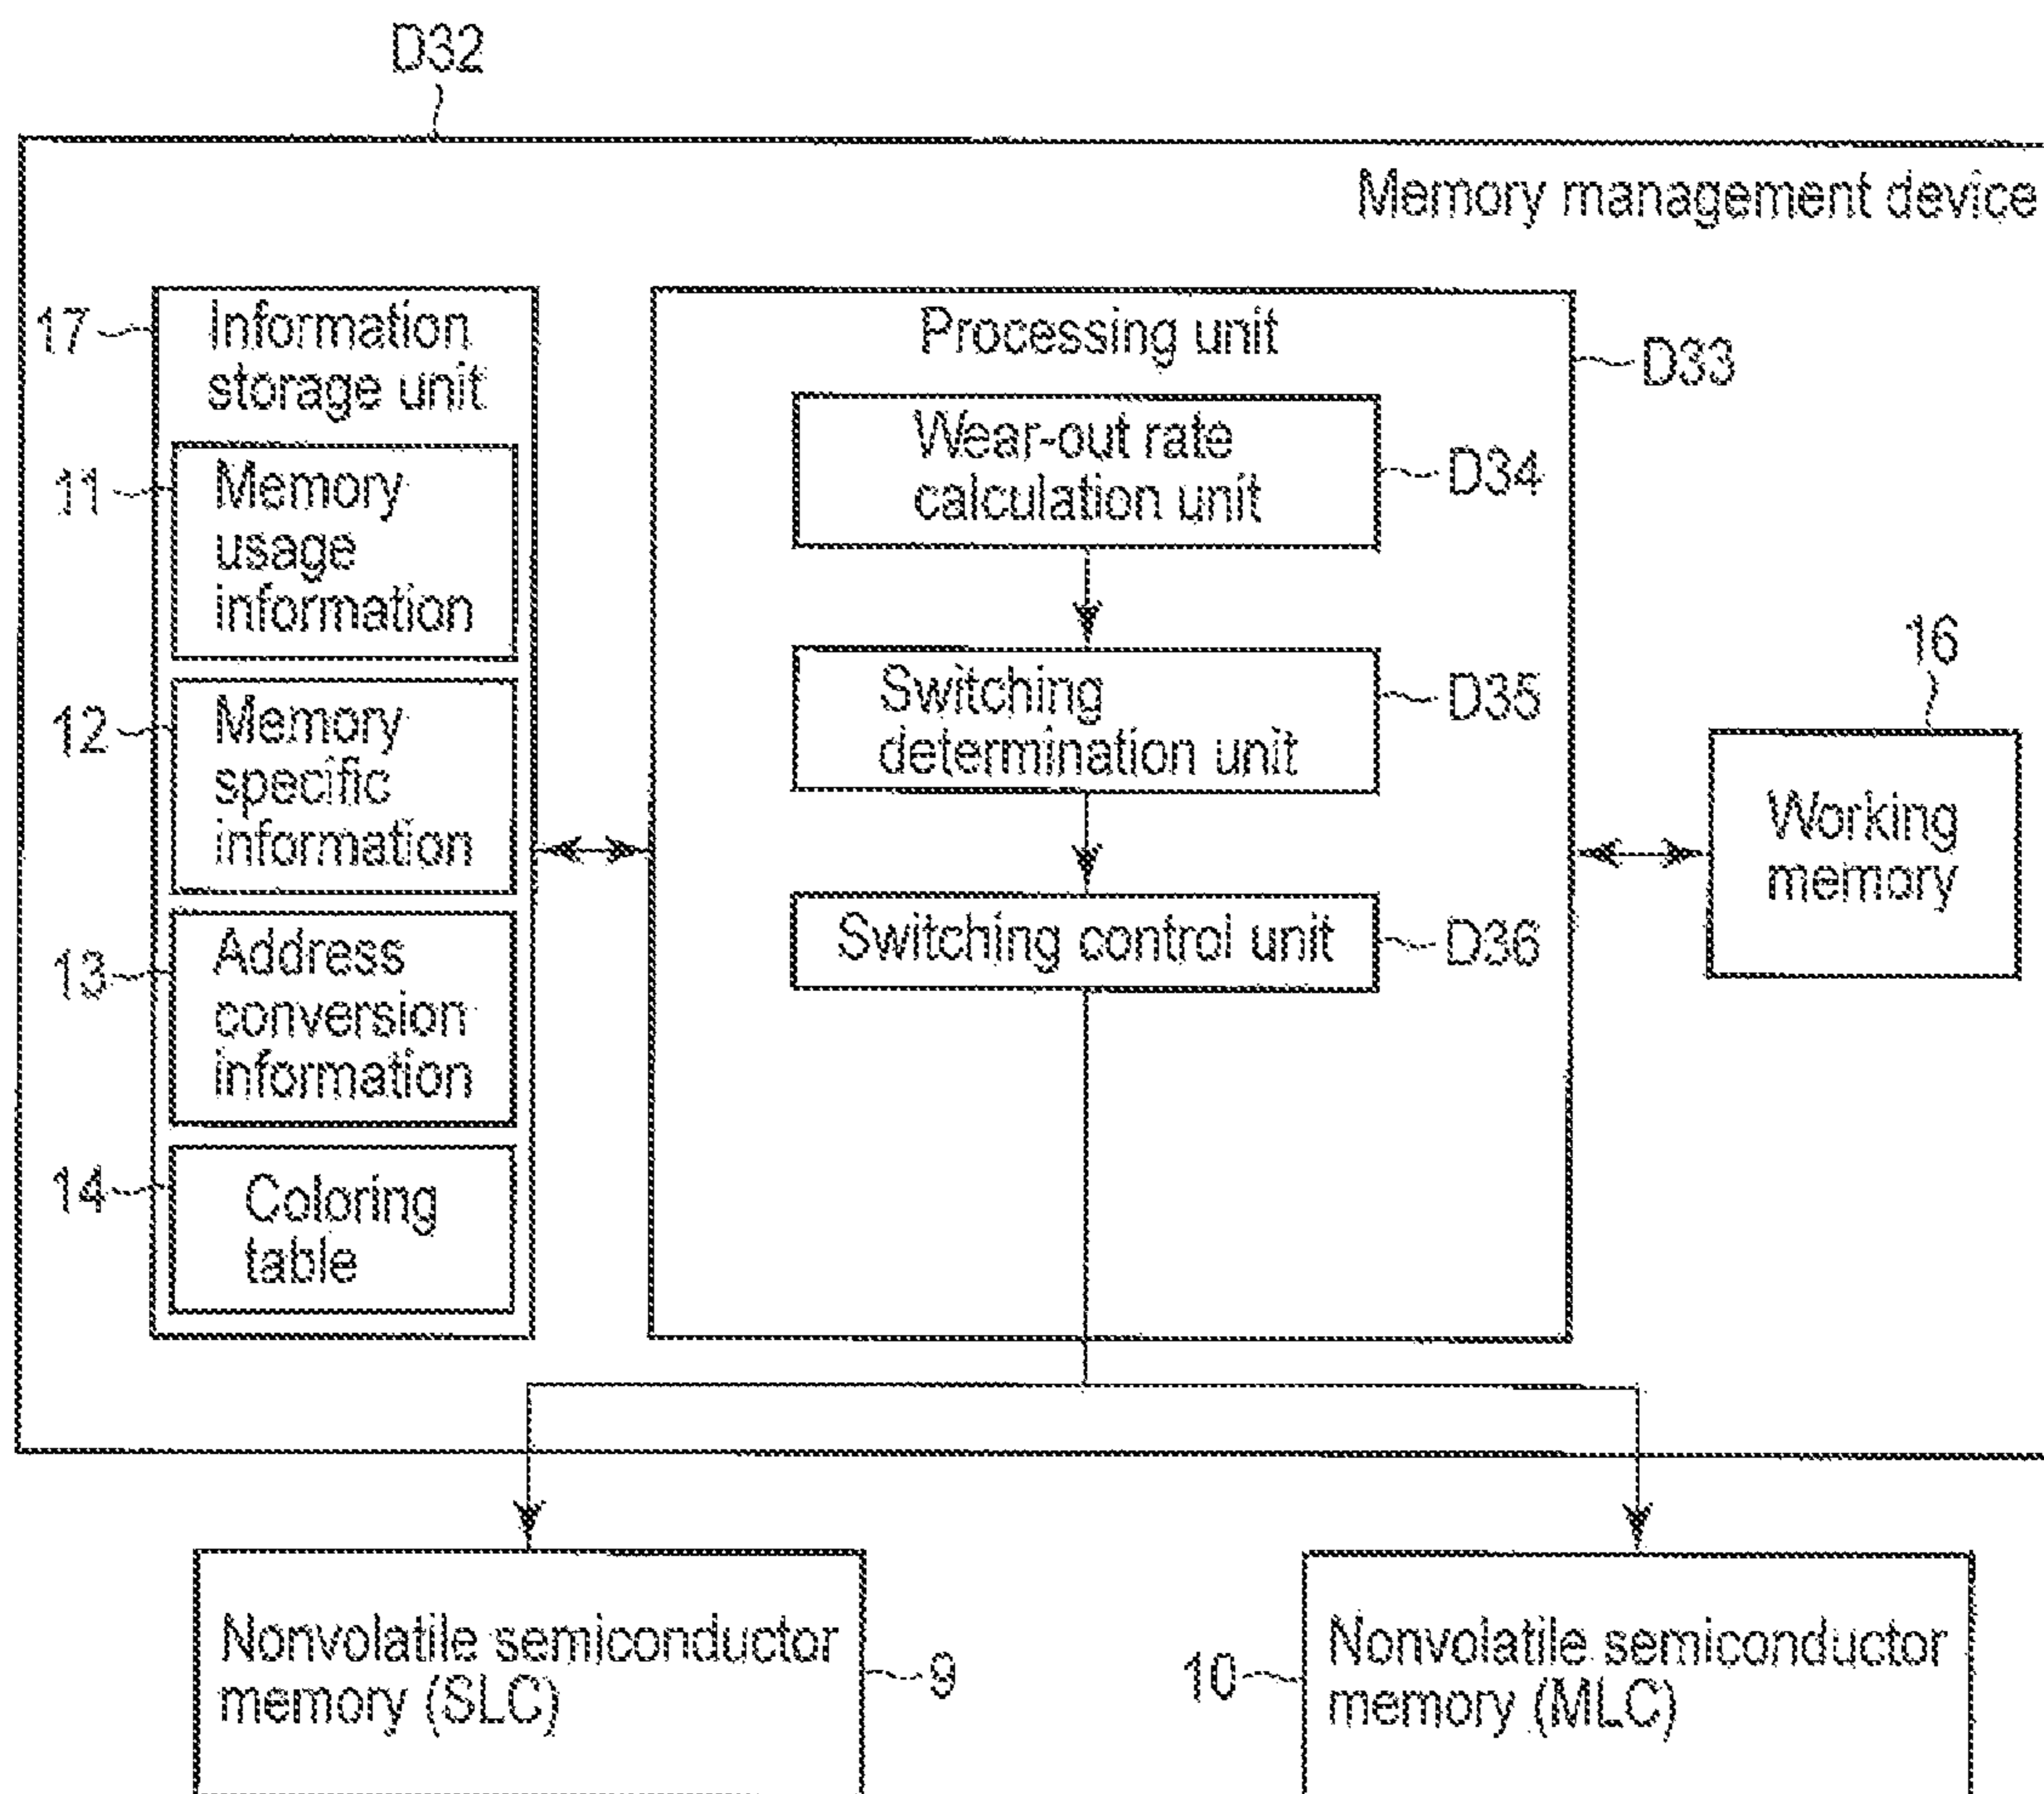 D32
Memory management device
17
Information
storage unit
11
Memory
usage
information
12
Memory
specific
information
13
Address
conversion
information
14
Coloring
table
Processing unit
D33
Wear-out rate
calculation unit
D34
Switching
determination unit
D35
Switching control unit
D36
16
Working
memory
Nonvolatile semiconductor
memory (SLC)
9
10
Nonvolatile semiconductor
memory (MLC)